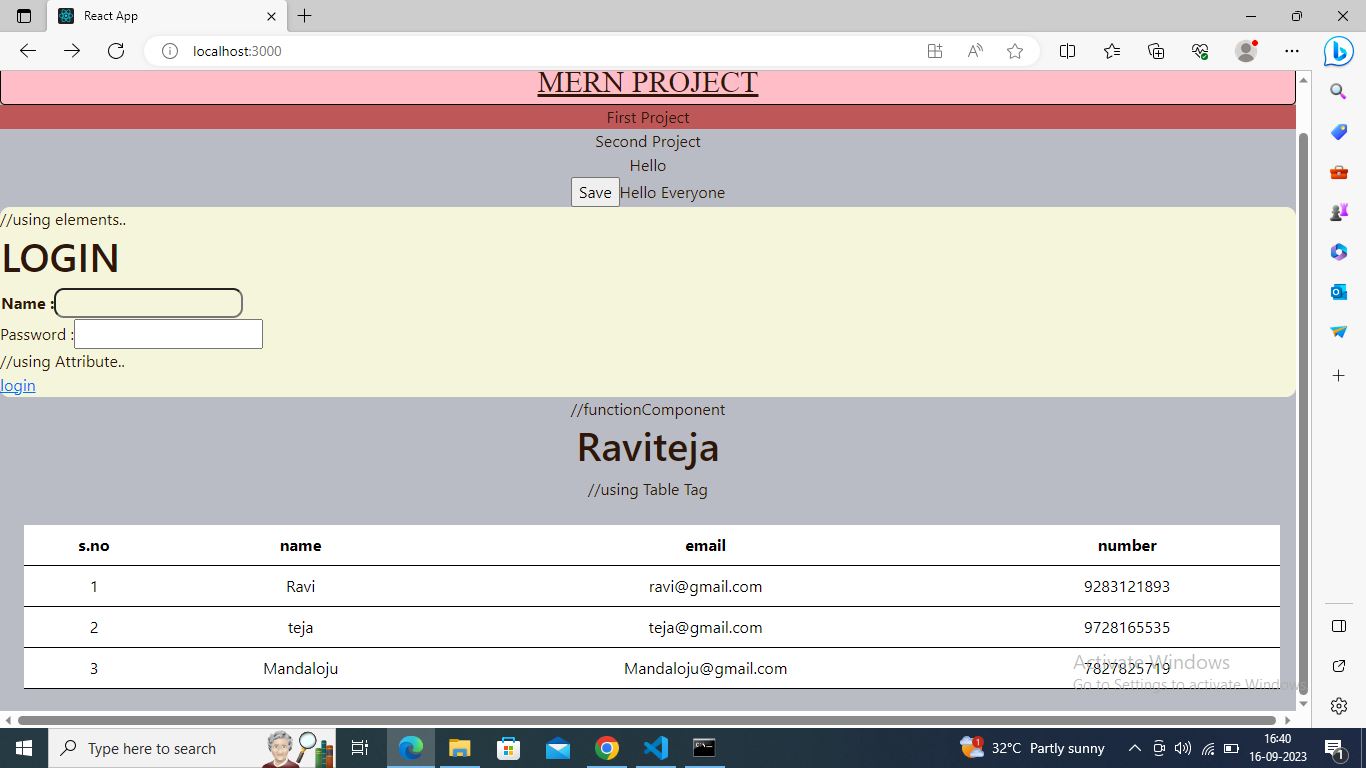 React App
localhost:3000
MERN PROJECT
First Project
Second Project
Hello
Save Hello Everyone
//using elements..
LOGIN
Name :
Password :
//using Attribute..
login
//functionComponent
Raviteja
//using Table Tag
s.no name email number
1 Ravi ravi@gmail.com 9283121893
2 teja teja@gmail.com 9728165535
3 Mandaloju Mandaloju@gmail.com 7827825719
Activate Windows
Go to Settings to activate Windows
Type here to search
1
32°C Partly sunny
16:40
16-09-2023
1